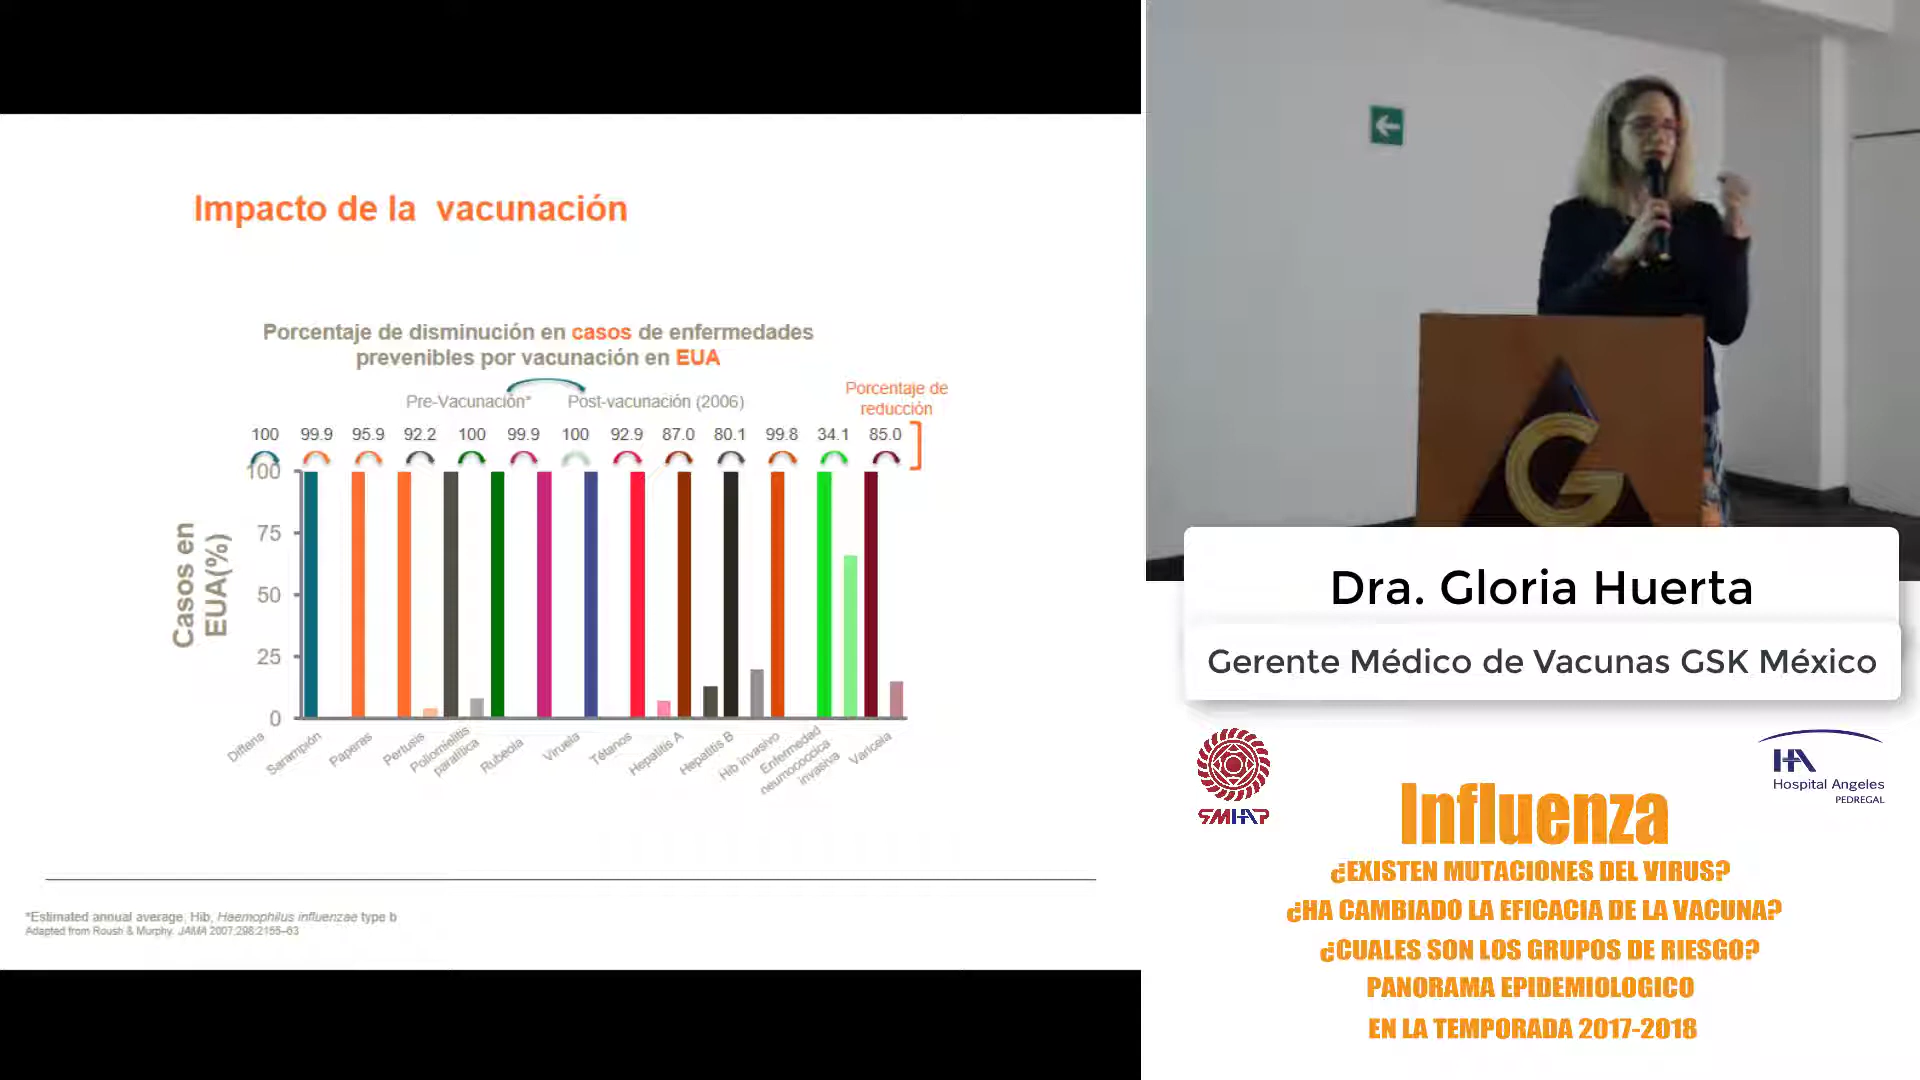 Impacto de la vacunación
Porcentaje de disminución en casos de enfermedades
prevenibles por vacunación en EUA
Pre-Vacunación*
Post-vacunación (2006)
Porcentaje de
reducción
100 99.9 95.9 92.2 100 99.9 100 92.9 87.0 80.1 99.8 34.1 85.0
100
75
50
25
0
Casos en
EUA(%)
Difteria
Sarampión
Paperas
Pertusis
Poliomielitis
paralítica
Rubeola
Viruela
Tétanos
Hepatitis A
Hepatitis B
Hib invasivo
Enfermedad
neumocócica
invasiva
Varicela
*Estimated annual average, Hib, Haemophilus influenzae type b
Adapted from Roush & Murphy. JAMA 2007;298:2155–63
G
Dra. Gloria Huerta
Gerente Médico de Vacunas GSK México
SMHAP
HA
Hospital Angeles
PEDREGAL
Influenza
¿EXISTEN MUTACIONES DEL VIRUS?
¿HA CAMBIADO LA EFICACIA DE LA VACUNA?
¿CUALES SON LOS GRUPOS DE RIESGO?
PANORAMA EPIDEMIOLOGICO
EN LA TEMPORADA 2017-2018